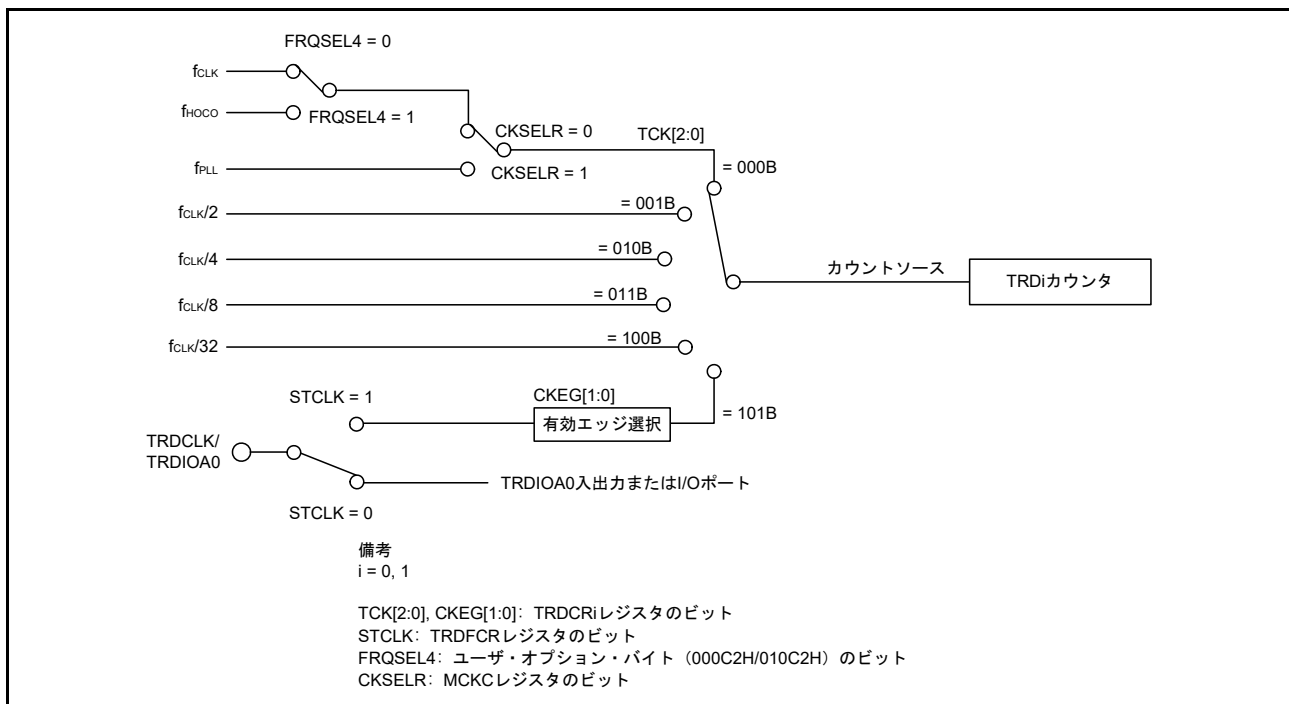 FRQSEL4 = 0
fCLK
fHOCO
FRQSEL4 = 1
CKSELR = 0
TCK[2:0]
= 000B
fPLL
CKSELR = 1
fCLK/2
= 001B
fCLK/4
= 010B
カウントソース
TRDiカウンタ
fCLK/8
= 011B
fCLK/32
= 100B
STCLK = 1
CKEG[1:0]
有効エッジ選択
= 101B
TRDCLK/
TRDIOA0
TRDIOA0入出力またはI/Oポート
STCLK = 0
備考
i = 0, 1
TCK[2:0], CKEG[1:0]: TRDCRiレジスタのビット
STCLK: TRDFCRレジスタのビット
FRQSEL4: ユーザ・オプション・バイト（000C2H/010C2H）のビット
CKSELR: MCKCレジスタのビット